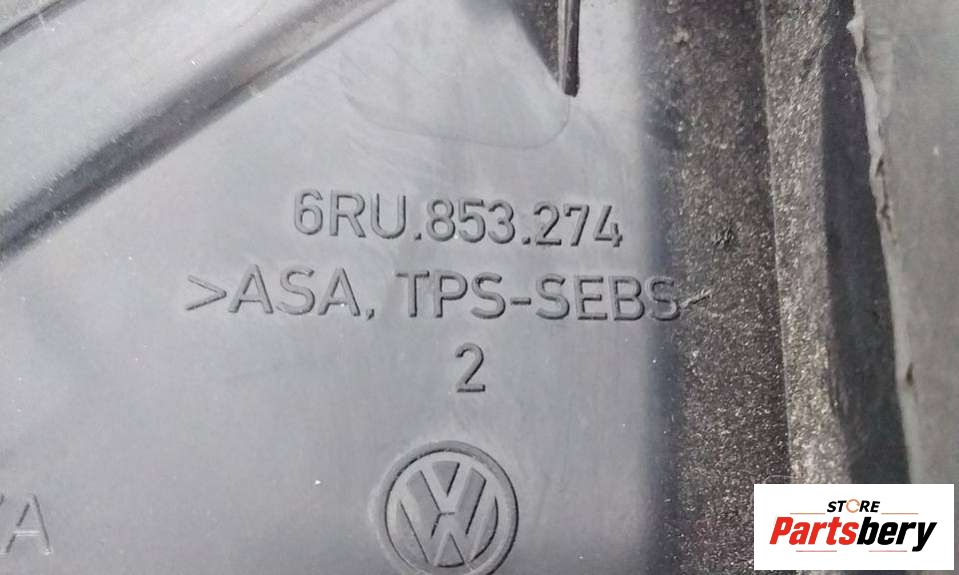 6RU.853.274
>ASA, TPS-SEBS<
2
STORE
Partsbery